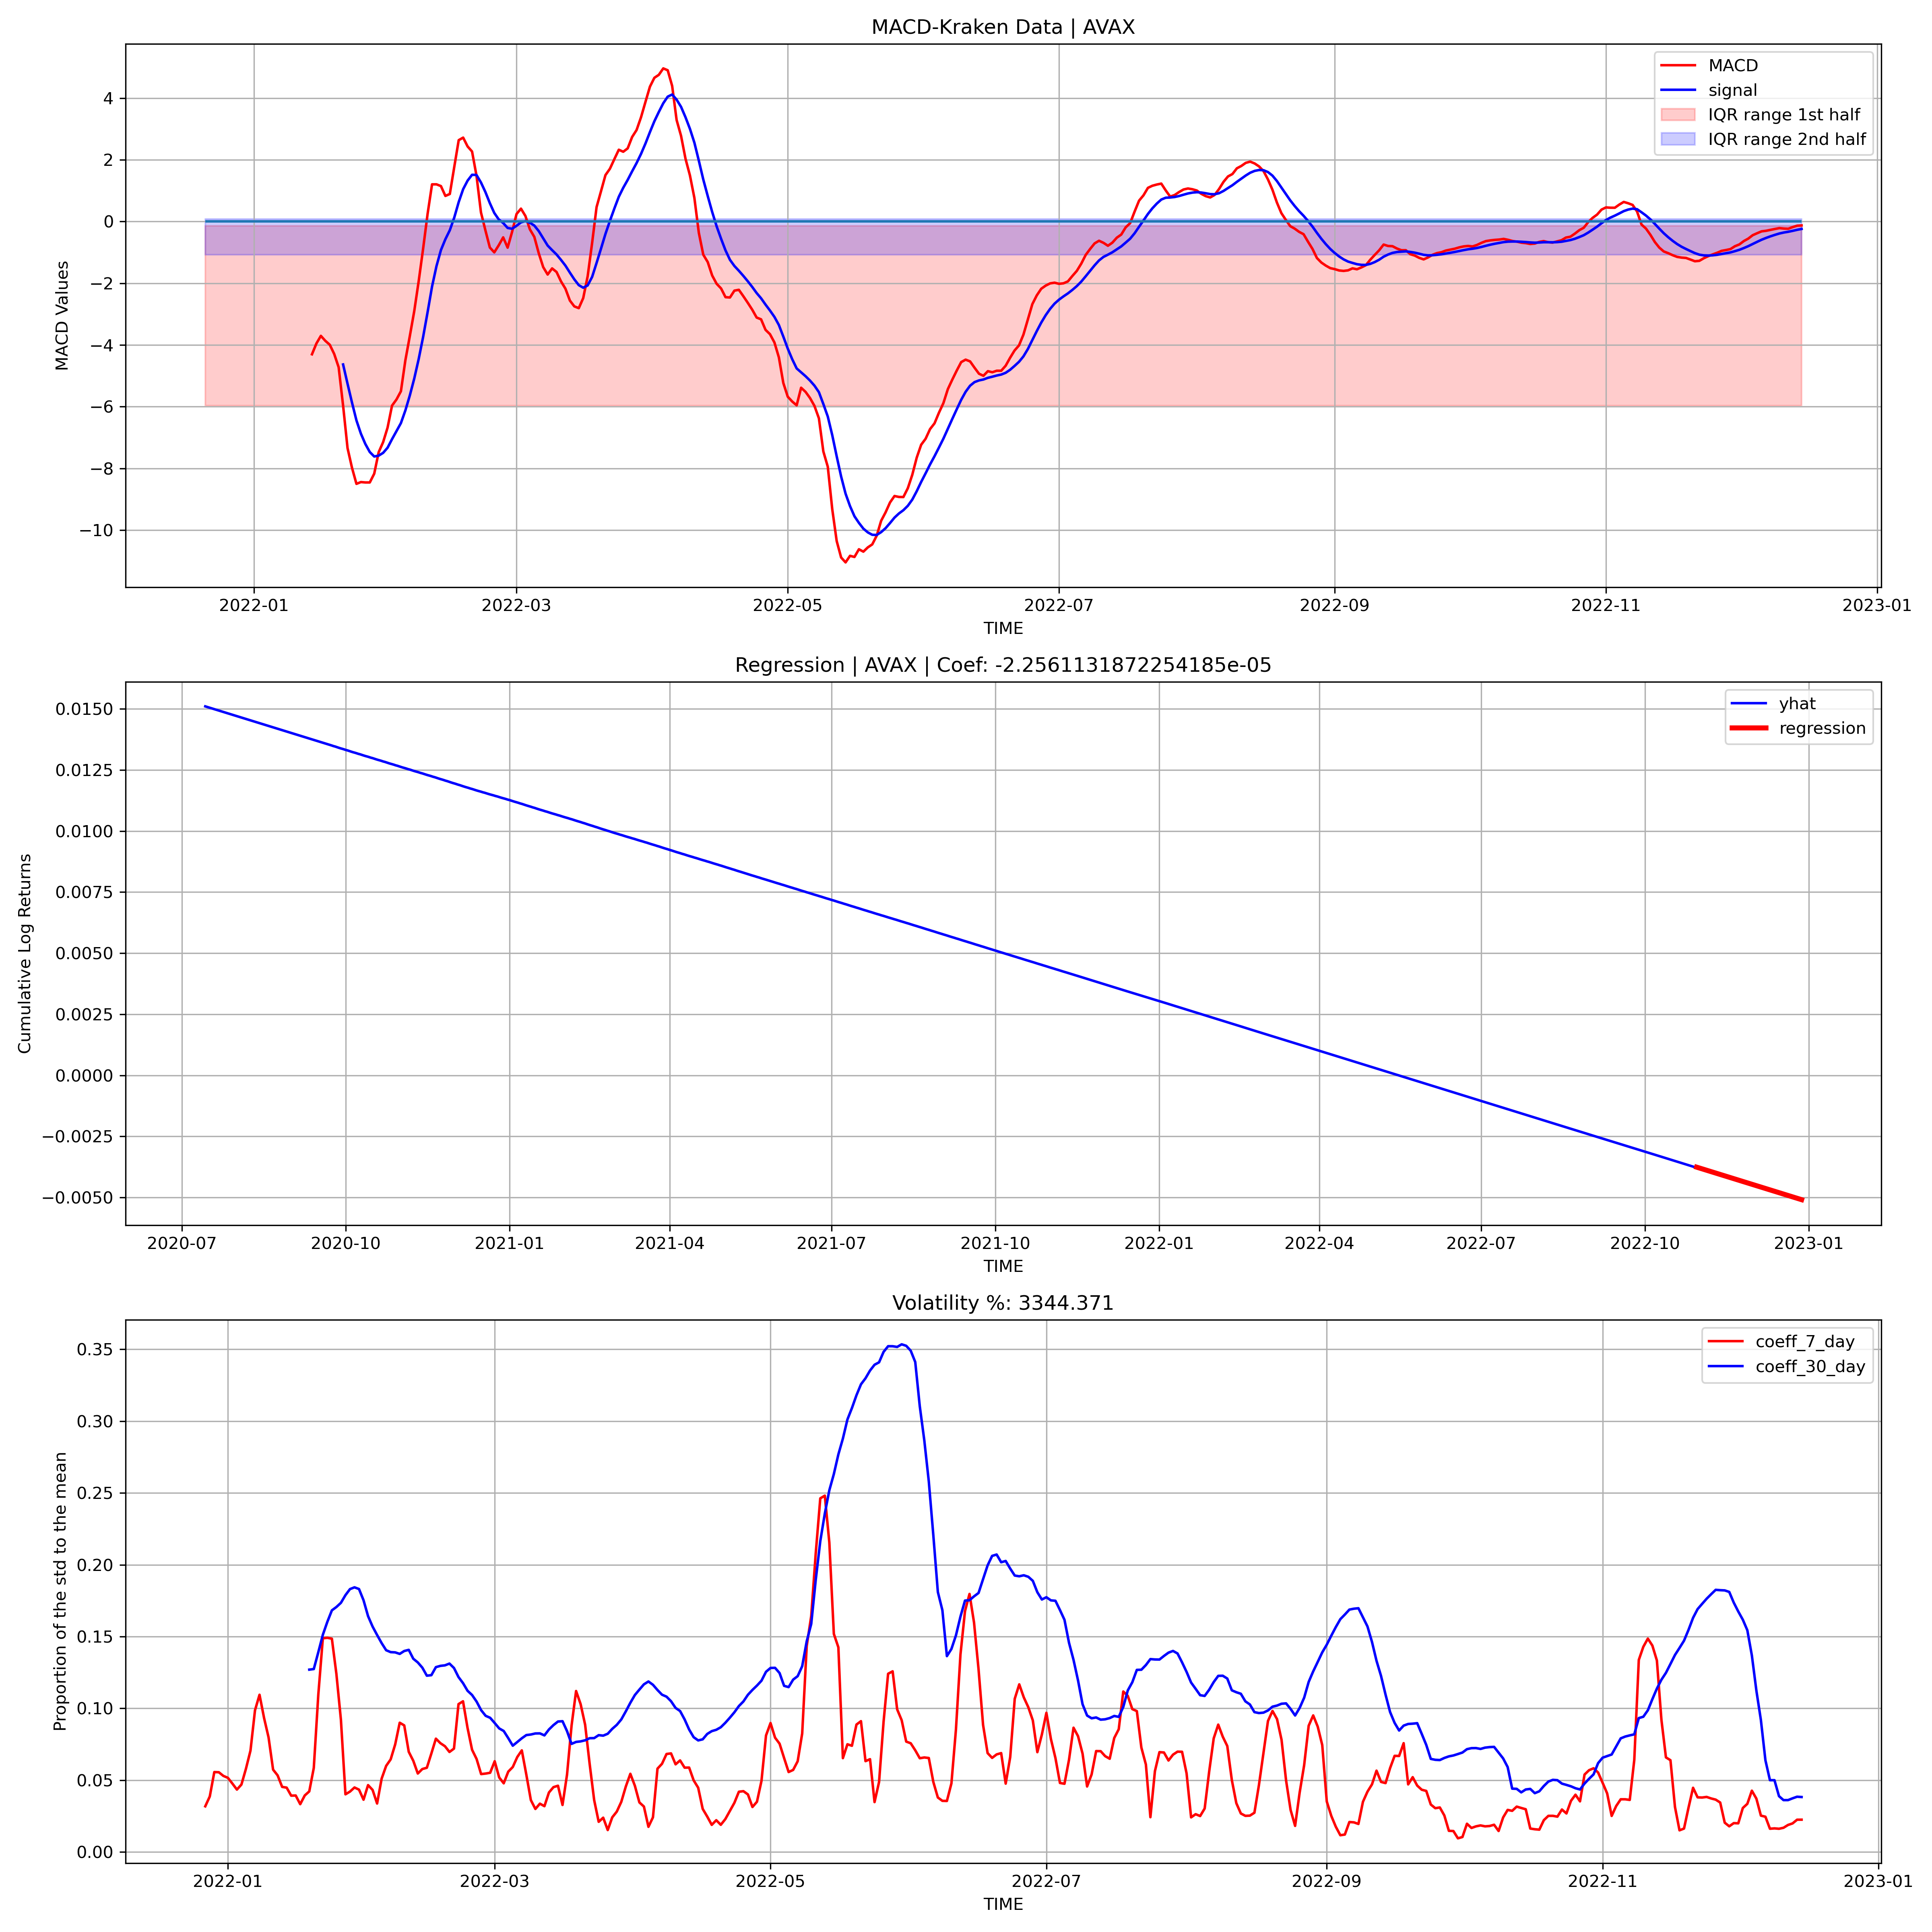 MACD-Kraken Data | AVAX
MACD
signal
IQR range 1st half
IQR range 2nd half
MACD Values
4
2
0
−2
−4
−6
−8
−10
2022-01
2022-03
2022-05
2022-07
2022-09
2022-11
2023-01
TIME
Regression | AVAX | Coef: -2.2561131872254185e-05
yhat
regression
Cumulative Log Returns
0.0150
0.0125
0.0100
0.0075
0.0050
0.0025
0.0000
−0.0025
−0.0050
2020-07
2020-10
2021-01
2021-04
2021-07
2021-10
2022-01
2022-04
2022-07
2022-10
2023-01
TIME
Volatility %: 3344.371
coeff_7_day
coeff_30_day
Proportion of the std to the mean
0.35
0.30
0.25
0.20
0.15
0.10
0.05
0.00
2022-01
2022-03
2022-05
2022-07
2022-09
2022-11
2023-01
TIME